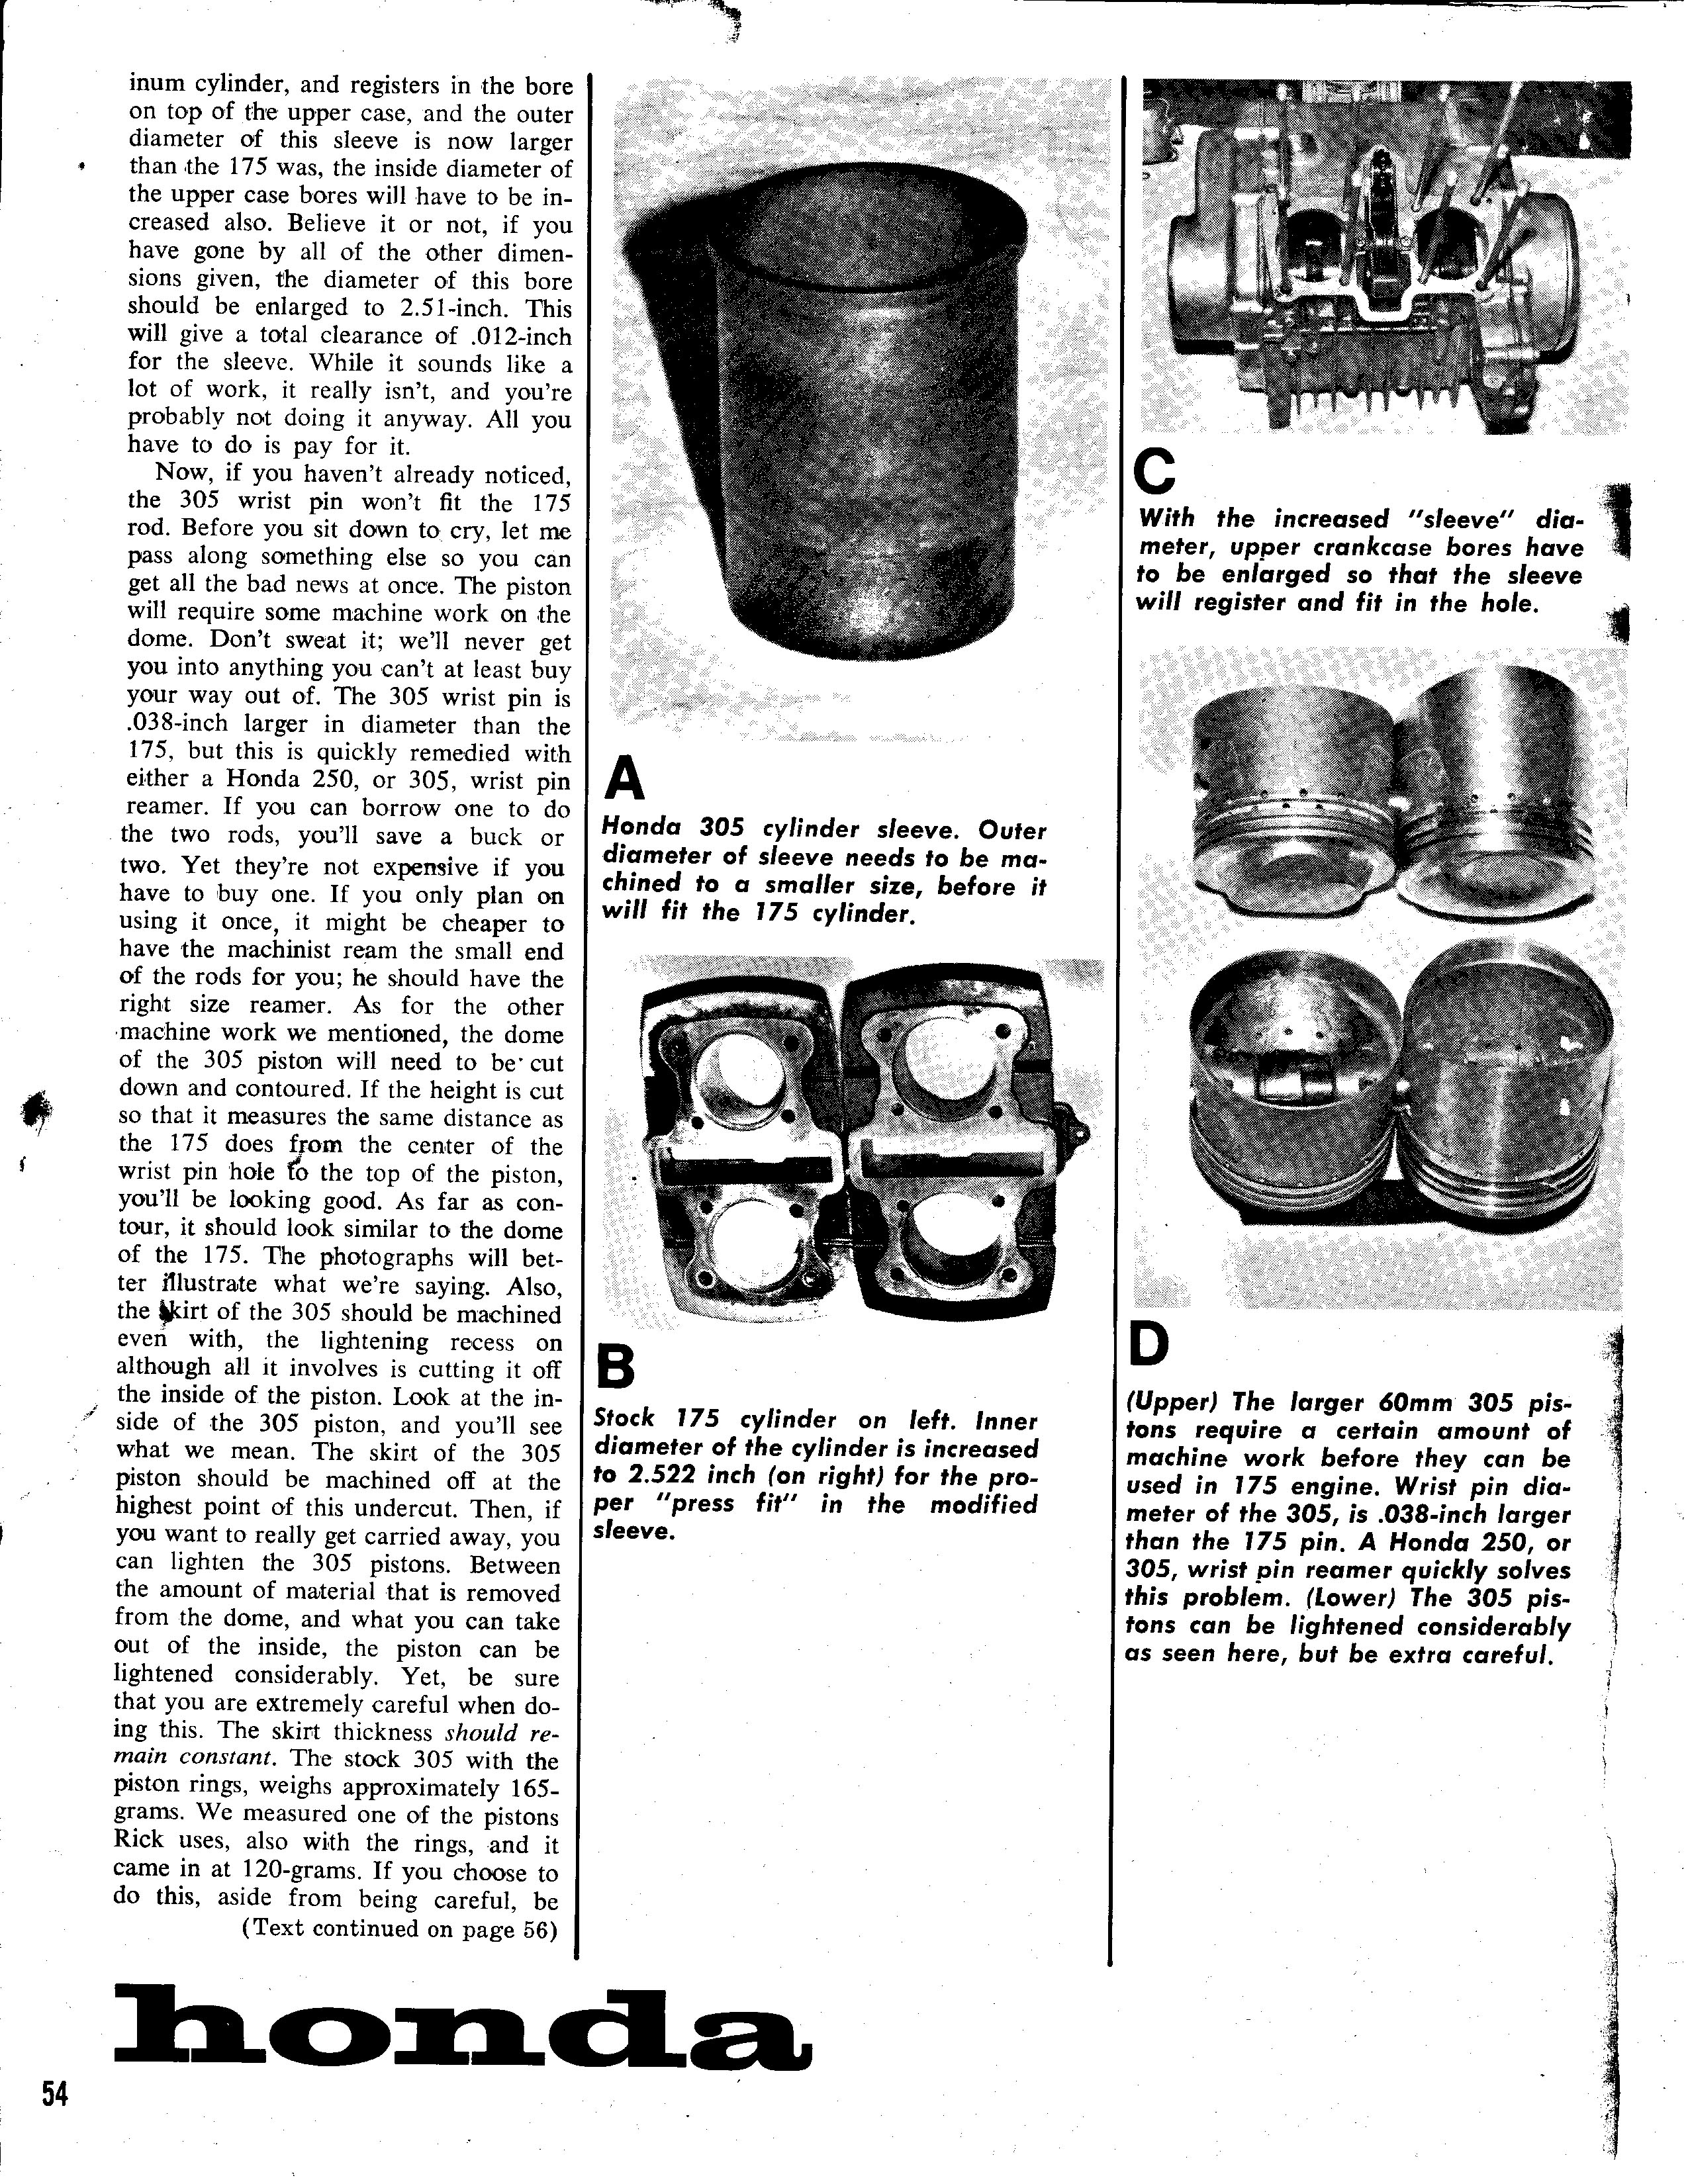 inum cylinder, and registers in the bore
on top of the upper case, and the outer
diameter of this sleeve is now larger
than the 175 was, the inside diameter of
the upper case bores will have to be in-
creased also. Believe it or not, if you
have gone by all of the other dimen-
sions given, the diameter of this bore
should be enlarged to 2.51-inch. This
will give a total clearance of .012-inch
for the sleeve. While it sounds like a
lot of work, it really isn't, and you're
probably not doing it anyway. All you
have to do is pay for it.
Now, if you haven't already noticed,
the 305 wrist pin won't fit the 175
rod. Before you sit down to cry, let me
pass along something else so you can
get all the bad news at once. The piston
will require some machine work on the
dome. Don't sweat it; we'll never get
you into anything you can't at least buy
your way out of. The 305 wrist pin is
.038-inch larger in diameter than the
175, but this is quickly remedied with
either a Honda 250, or 305, wrist pin
reamer. If you can borrow one to do
the two rods, you'll save a buck or
two. Yet they're not expensive if you
have to buy one. If you only plan on
using it once, it might be cheaper to
have the machinist ream the small end
of the rods for you; he should have the
right size reamer. As for the other
machine work we mentioned, the dome
of the 305 piston will need to be cut
down and contoured. If the height is cut
so that it measures the same distance as
the 175 does from the center of the
wrist pin hole to the top of the piston,
you'll be looking good. As far as con-
tour, it should look similar to the dome
of the 175. The photographs will bet-
ter illustrate what we're saying. Also,
the skirt of the 305 should be machined
even with, the lightening recess on
although all it involves is cutting it off
the inside of the piston. Look at the in-
side of the 305 piston, and you'll see
what we mean. The skirt of the 305
piston should be machined off at the
highest point of this undercut. Then, if
you want to really get carried away, you
can lighten the 305 pistons. Between
the amount of material that is removed
from the dome, and what you can take
out of the inside, the piston can be
lightened considerably. Yet, be sure
that you are extremely careful when do-
ing this. The skirt thickness should re-
main constant. The stock 305 with the
piston rings, weighs approximately 165-
grams. We measured one of the pistons
Rick uses, also with the rings, and it
came in at 120-grams. If you choose to
do this, aside from being careful, be
(Text continued on page 56)
A
Honda 305 cylinder sleeve. Outer
diameter of sleeve needs to be ma-
chined to a smaller size, before it
will fit the 175 cylinder.
B
Stock 175 cylinder on left. Inner
diameter of the cylinder is increased
to 2.522 inch (on right) for the pro-
per "press fit" in the modified
sleeve.
C
With the increased "sleeve" dia-
meter, upper crankcase bores have
to be enlarged so that the sleeve
will register and fit in the hole.
D
(Upper) The larger 60mm 305 pis-
tons require a certain amount of
machine work before they can be
used in 175 engine. Wrist pin dia-
meter of the 305, is .038-inch larger
than the 175 pin. A Honda 250, or
305, wrist pin reamer quickly solves
this problem. (Lower) The 305 pis-
tons can be lightened considerably
as seen here, but be extra careful.
honda
54